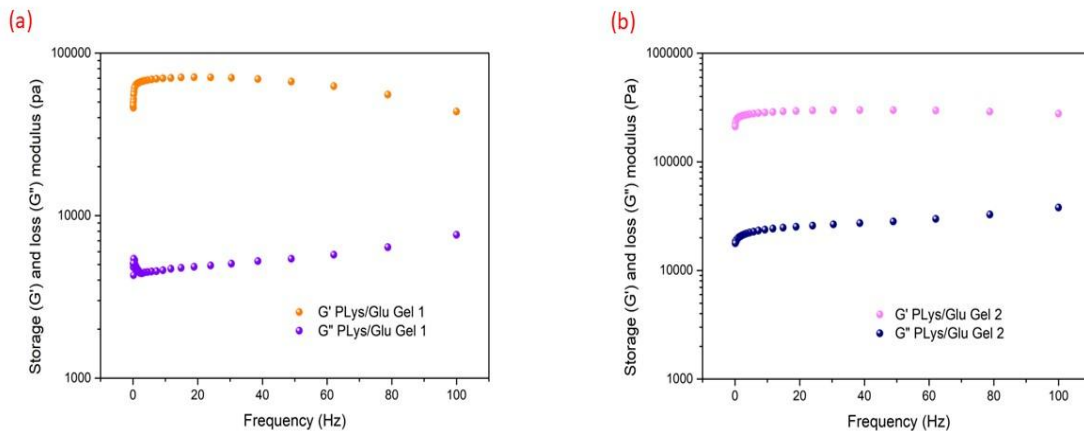 (a)
100000
10000
1000
Storage (G') and loss (G") modulus (pa)
G' PLys/Glu Gel 1
G" PLys/Glu Gel 1
0 20 40 60 80 100
Frequency (Hz)
(b)
1000000
100000
10000
1000
Storage (G') and loss (G") modulus (Pa)
G' PLys/Glu Gel 2
G" PLys/Glu Gel 2
0 20 40 60 80 100
Frequency (Hz)